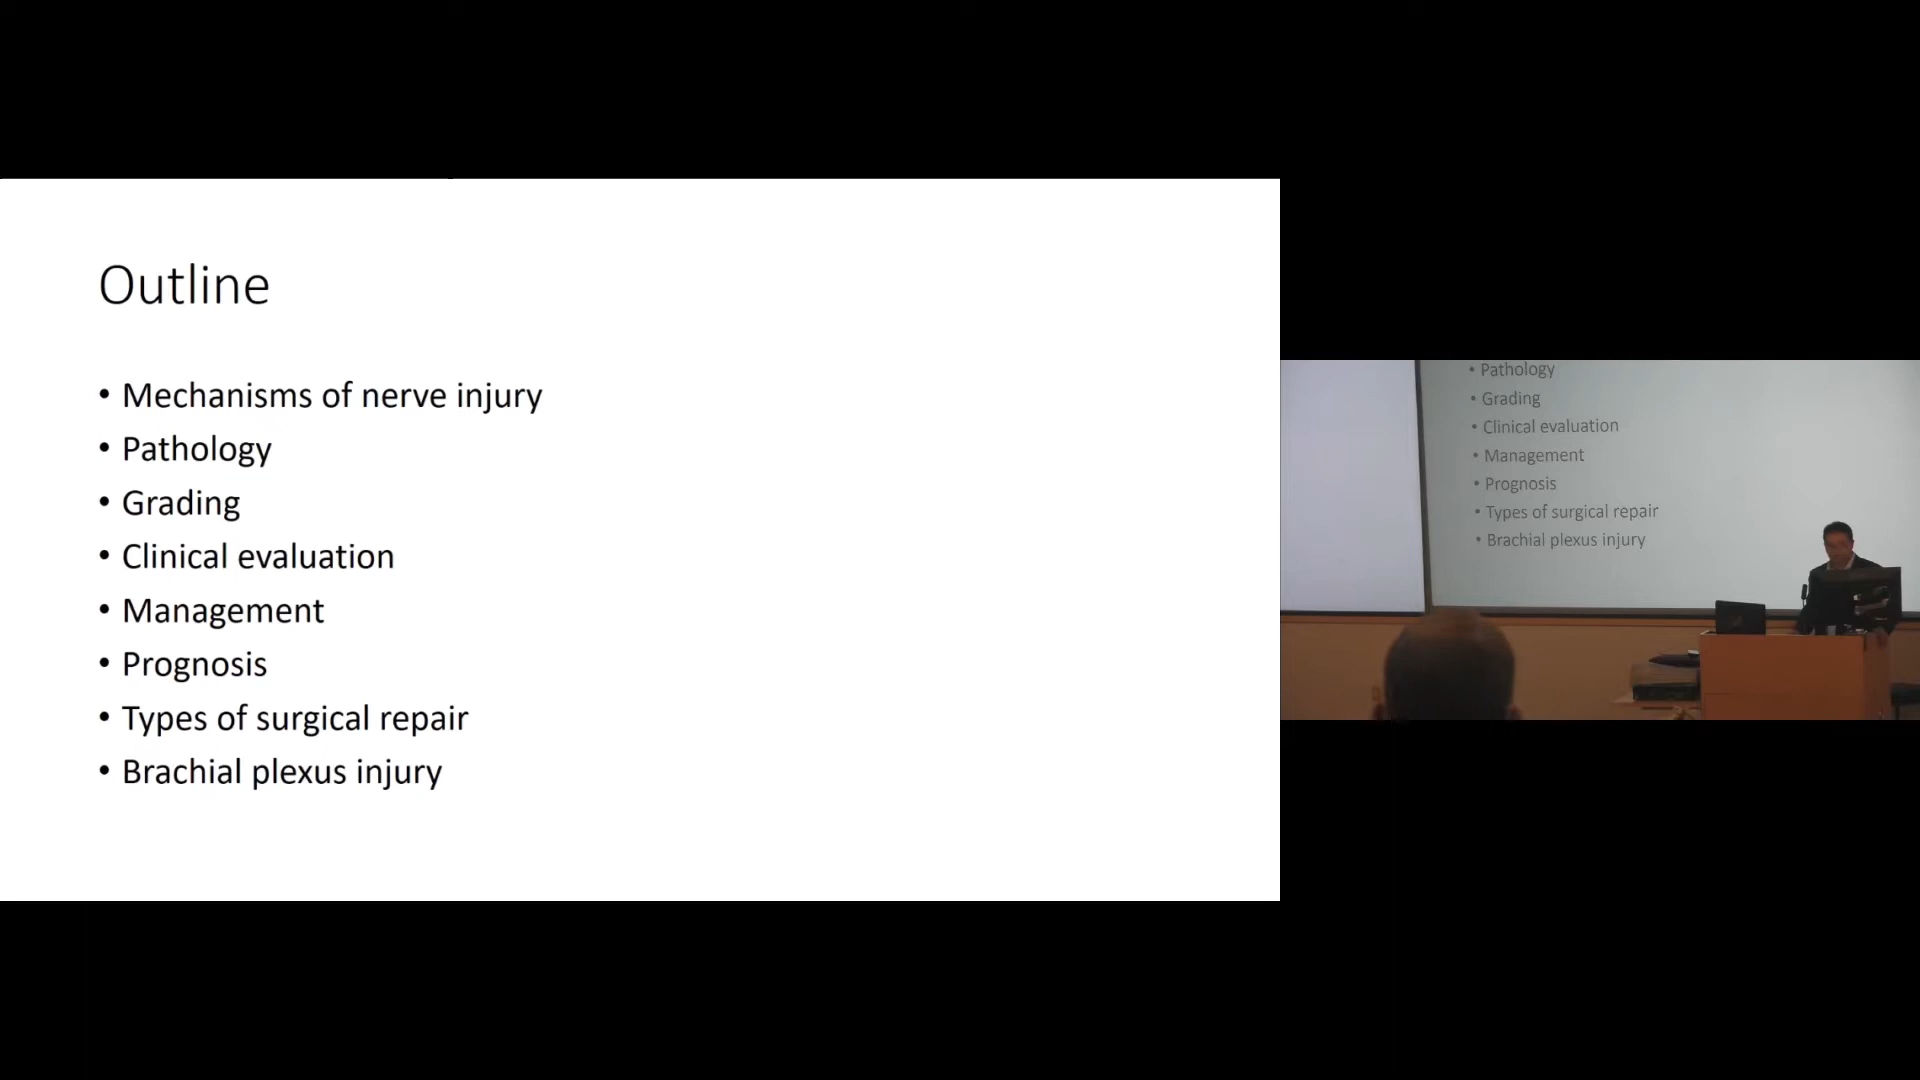 Outline
• Mechanisms of nerve injury
• Pathology
• Grading
• Clinical evaluation
• Management
• Prognosis
• Types of surgical repair
• Brachial plexus injury
• Pathology
• Grading
• Clinical evaluation
• Management
• Prognosis
• Types of surgical repair
• Brachial plexus injury